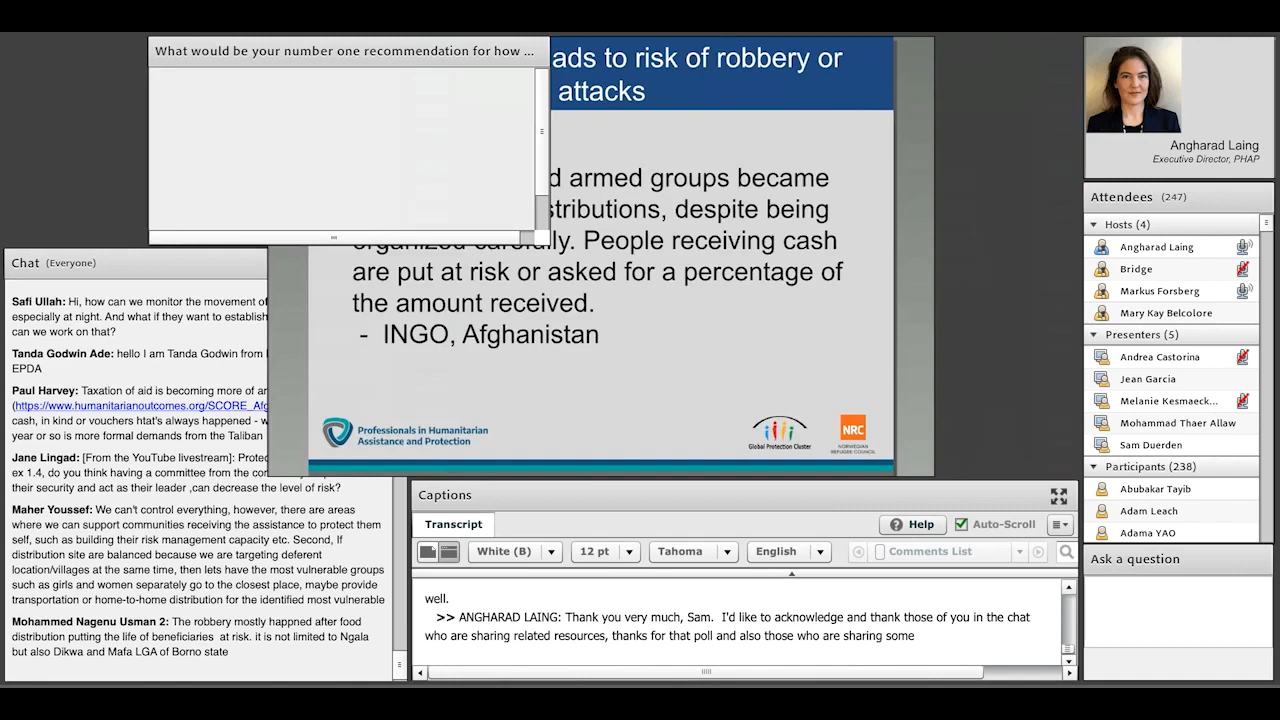 What would be your number one recommendation for how ...
ads to risk of robbery or
attacks
d armed groups became
stributions, despite being
organized carefully. People receiving cash
are put at risk or asked for a percentage of
the amount received.
- INGO, Afghanistan
Professionals in Humanitarian
Assistance and Protection
Global Protection Cluster
NRC
NORWEGIAN
REFUGEE COUNCIL
Chat (Everyone)
Safi Ullah: Hi, how can we monitor the movement of
especially at night. And what if they want to establish
can we work on that?
Tanda Godwin Ade: hello I am Tanda Godwin from
EPDA
Paul Harvey: Taxation of aid is becoming more of an
(https://www.humanitarianoutcomes.org/SCORE_Afg
cash, in kind or vouchers htat's always happened - w
year or so is more formal demands from the Taliban
Jane Lingad: [From the YouTube livestream]: Protec
ex 1.4, do you think having a committee from the com
their security and act as their leader ,can decrease the level of risk?
Maher Youssef: We can't control everything, however, there are areas
where we can support communities receiving the assistance to protect them
self, such as building their risk management capacity etc. Second, If
distribution site are balanced because we are targeting deferent
location/villages at the same time, then lets have the most vulnerable groups
such as girls and women separately go to the closest place, maybe provide
transportation or home-to-home distribution for the identified most vulnerable
Mohammed Nagenu Usman 2: The robbery mostly happned after food
distribution putting the life of beneficiaries at risk. it is not limited to Ngala
but also Dikwa and Mafa LGA of Borno state
Captions
Transcript
Help
Auto-Scroll
White (B)
12 pt
Tahoma
English
Comments List
well.
>> ANGHARAD LAING: Thank you very much, Sam. I'd like to acknowledge and thank those of you in the chat
who are sharing related resources, thanks for that poll and also those who are sharing some
Angharad Laing
Executive Director, PHAP
Attendees (247)
Hosts (4)
Angharad Laing
Bridge
Markus Forsberg
Mary Kay Belcolore
Presenters (5)
Andrea Castorina
Jean Garcia
Melanie Kesmaeck...
Mohammad Thaer Allaw
Sam Duerden
Participants (238)
Abubakar Tayib
Adam Leach
Adama YAO
Ask a question